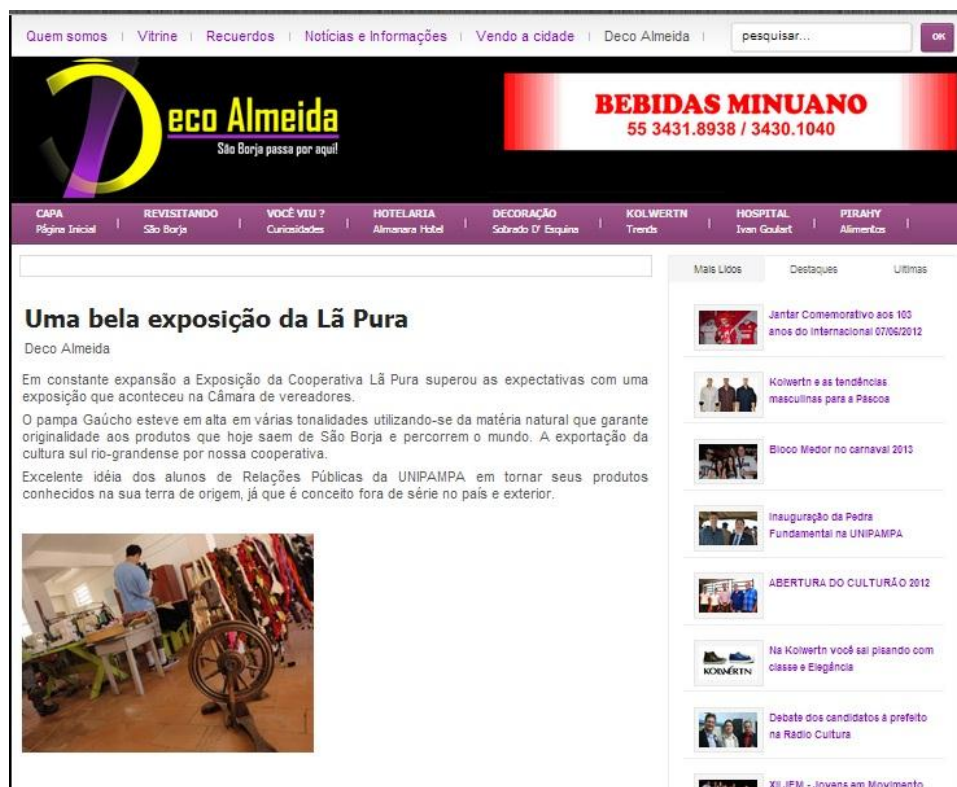 Quem somos | Vitrine | Recuerdos | Notícias e Informações | Vendo a cidade | Deco Almeida | pesquisar... OK
Deco Almeida
São Borja passa por aqui!
BEBIDAS MINUANO
55 3431.8938 / 3430.1040
CAPA | REVISITANDO | VOCÊ VIU ? | HOTELARIA | DECORAÇÃO | KOLWERTN | HOSPITAL | PIRAHY |
Página Inicial São Borja Curiosidades Almanara Hotel Sobrado D' Esquina Trends Ivan Goulart Alimentos
Uma bela exposição da Lã Pura
Deco Almeida
Em constante expansão a Exposição da Cooperativa Lã Pura superou as expectativas com uma
exposição que aconteceu na Câmara de vereadores.
O pampa Gaúcho esteve em alta em várias tonalidades utilizando-se da matéria natural que garante
originalidade aos produtos que hoje saem de São Borja e percorrem o mundo. A exportação da
cultura sul rio-grandense por nossa cooperativa.
Excelente idéia dos alunos de Relações Públicas da UNIPAMPA em tornar seus produtos
conhecidos na sua terra de origem, já que é conceito fora de série no país e exterior.
Mais Lidos Destaques Ultimas
Jantar Comemorativo aos 103
anos do Internacional 07/06/2012
Kolwertn e as tendências
masculinas para a Páscoa
Bloco Medor no carnaval 2013
Inauguração da Pedra
Fundamental na UNIPAMPA
ABERTURA DO CULTURÃO 2012
Na Kolwertn você sai pisando com
classe e Elegância
KOLWÉRTN
Debate dos candidatos à prefeito
na Rádio Cultura
XII JEM - Jovens em Movimento